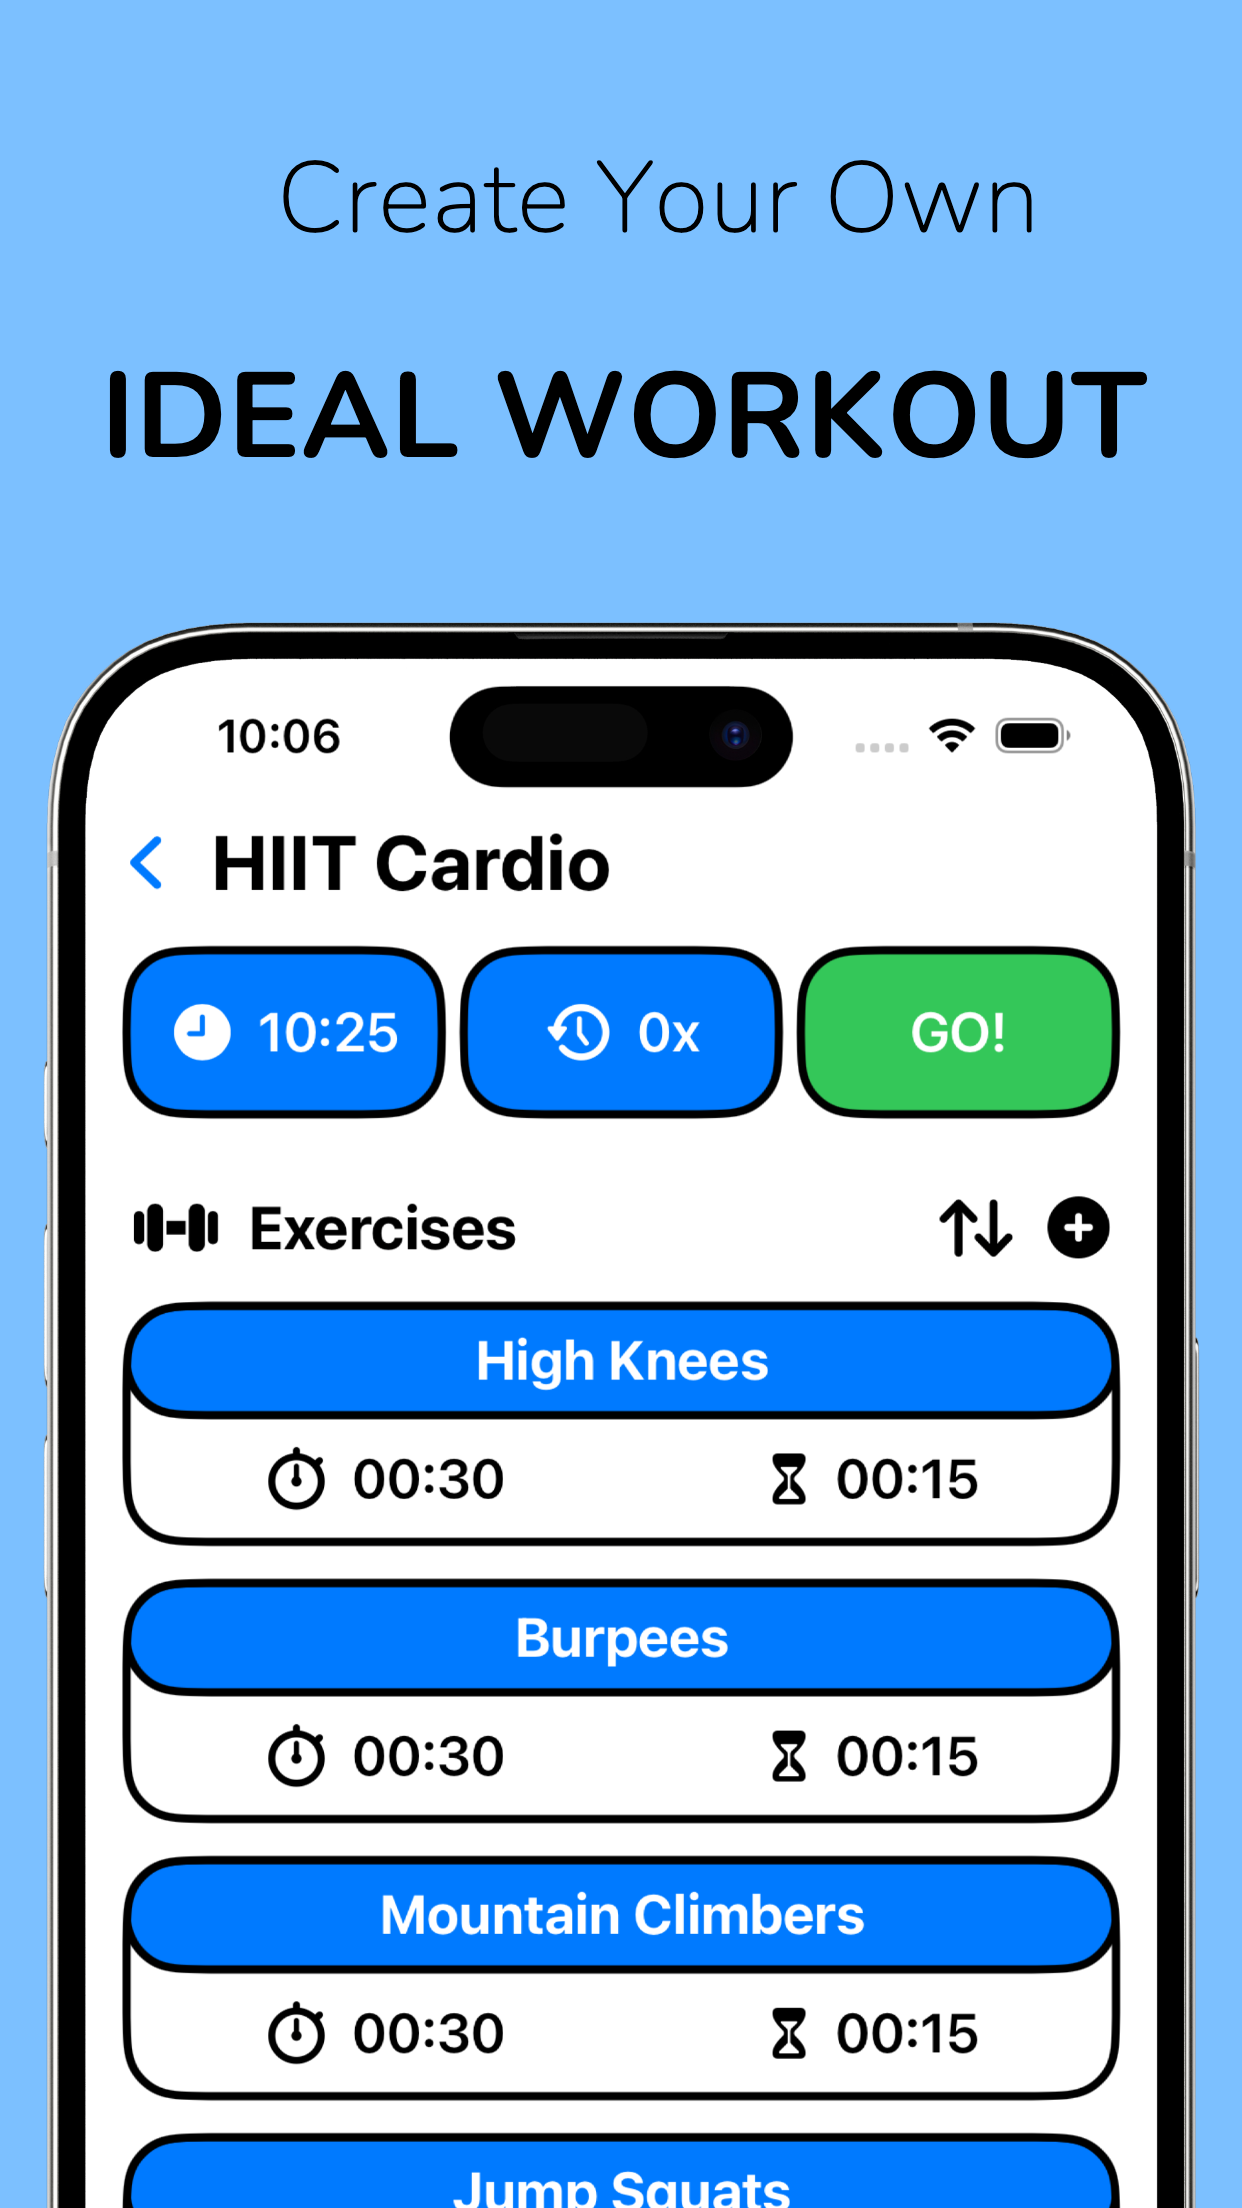 Create Your Own
IDEAL WORKOUT
10:06
HIIT Cardio
10:25
0x
GO!
Exercises
High Knees
00:30 00:15
Burpees
00:30 00:15
Mountain Climbers
00:30 00:15
Jump Squats